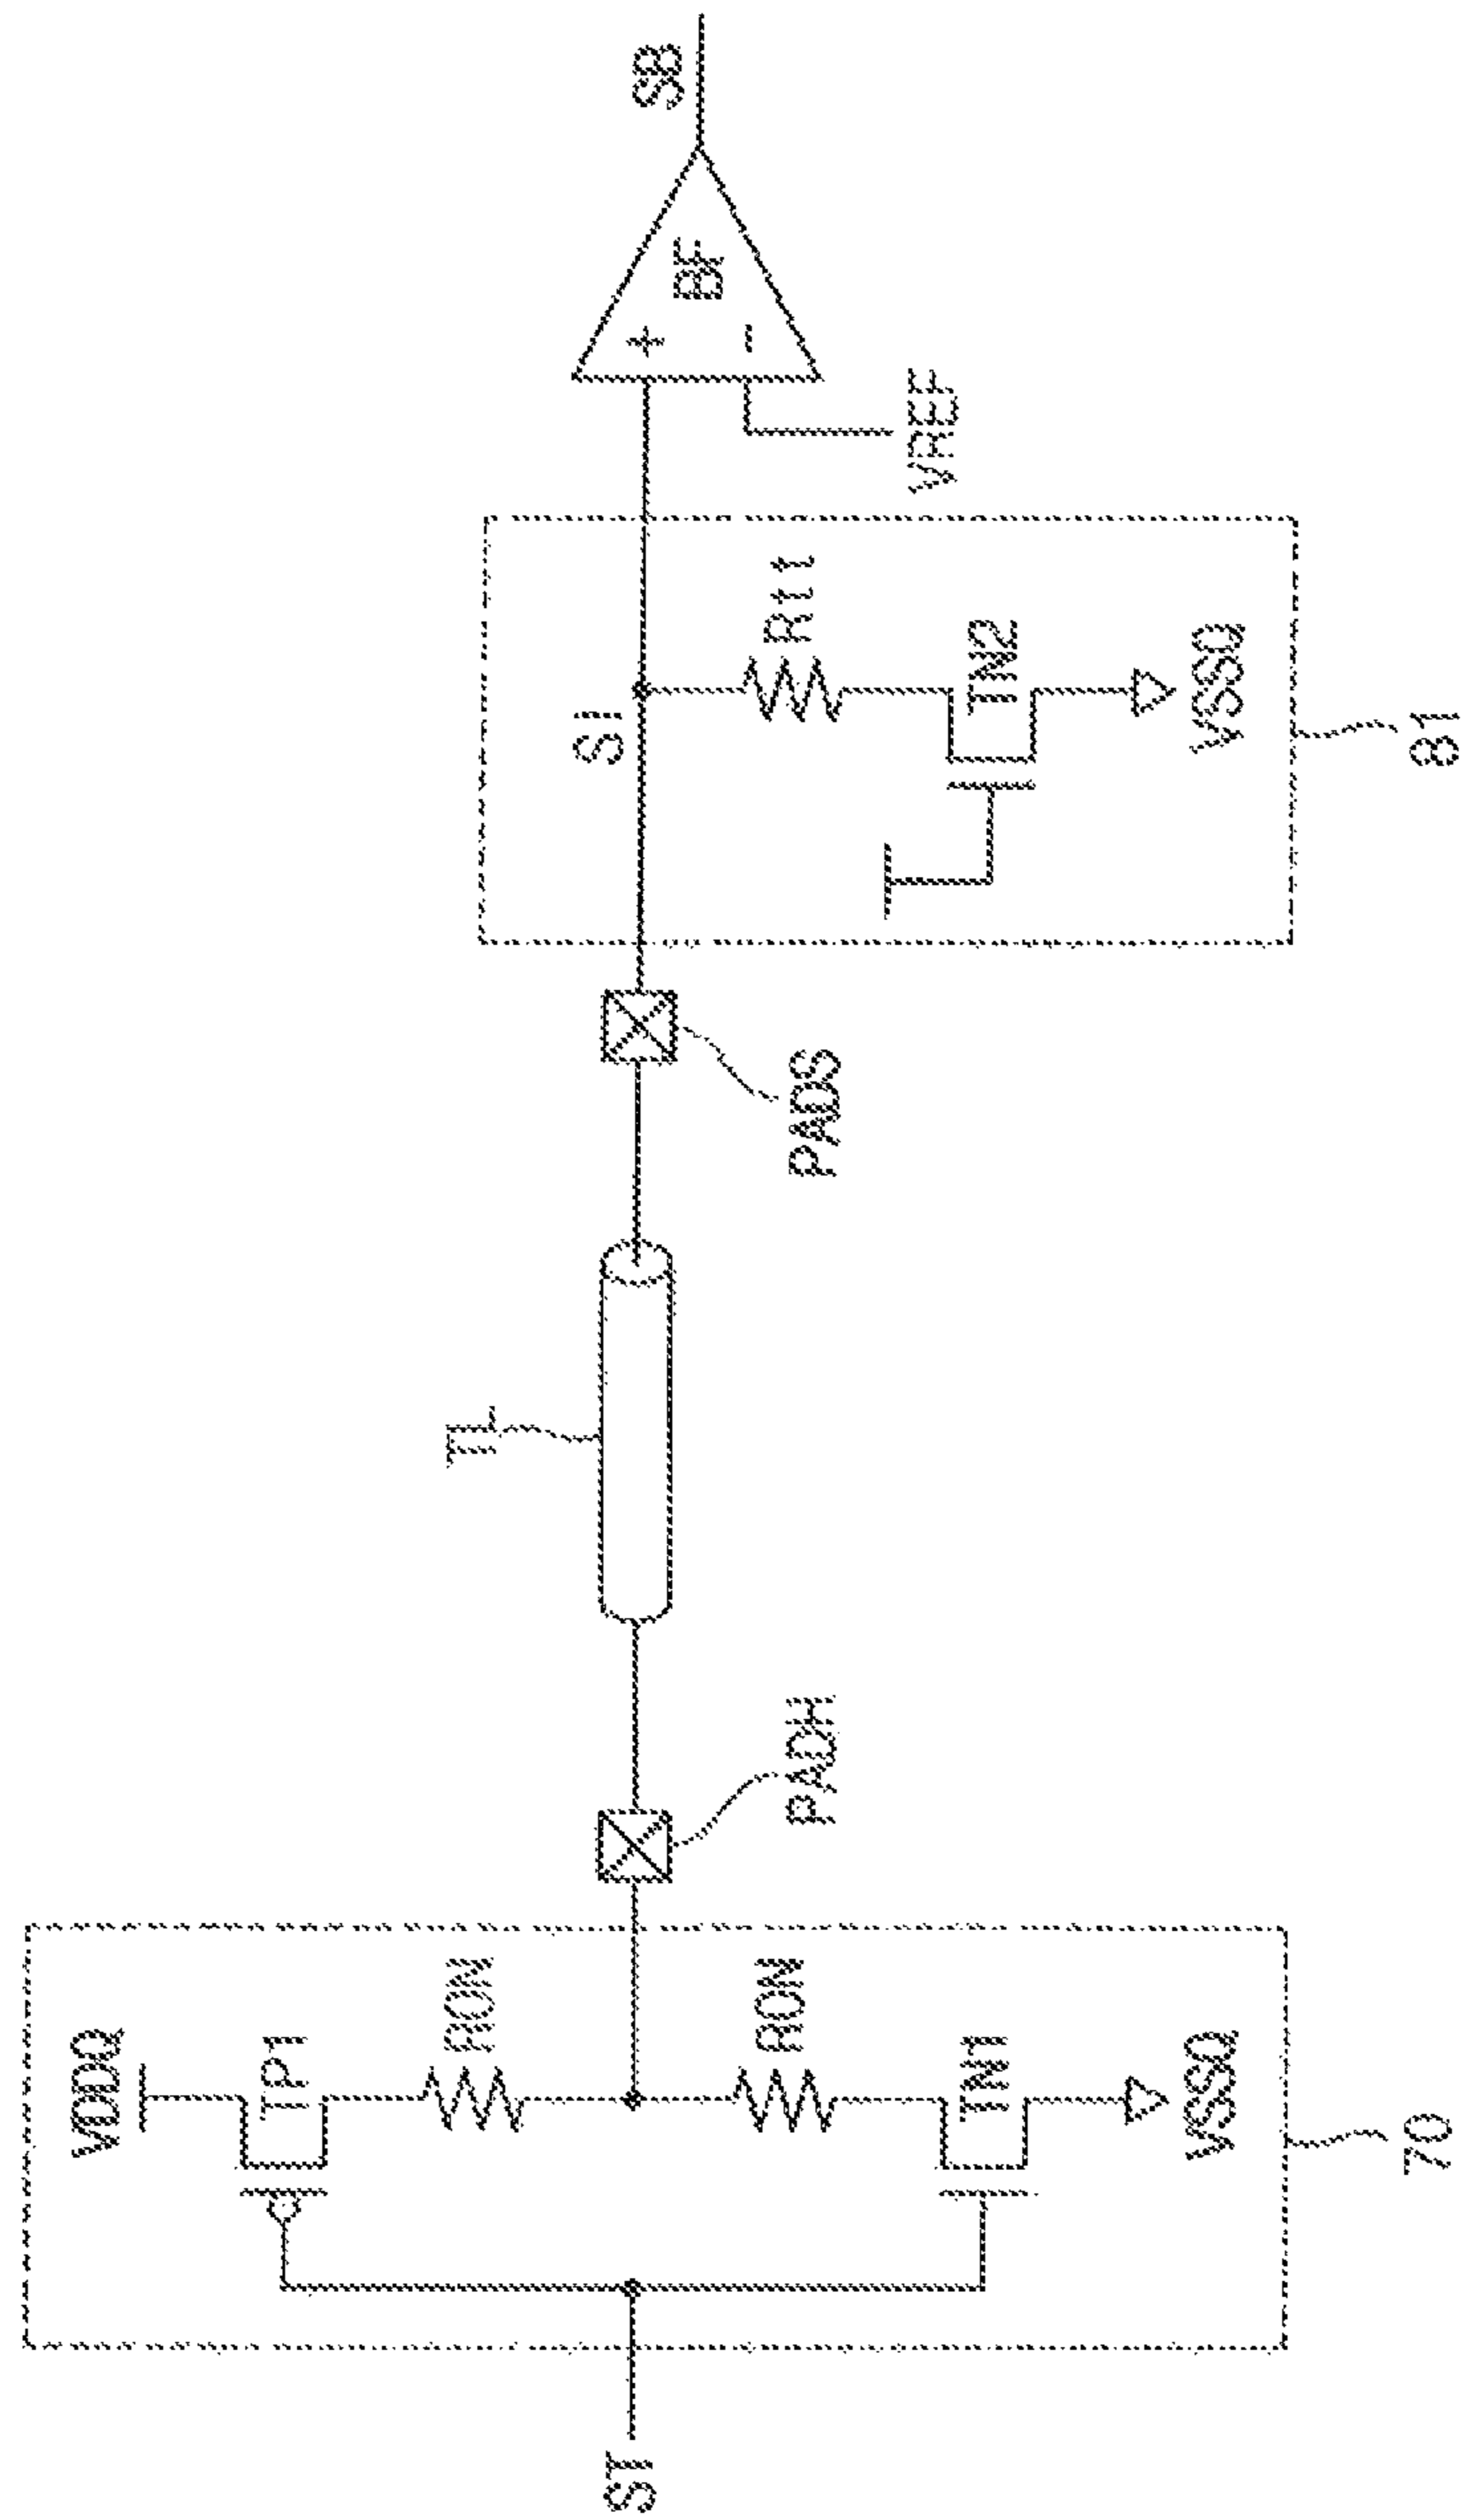 VDDQ
TP1
RON
ST
RON
TN1
VSSQ
70
PADH
TL
PADS
SI
Rtt
TN2
VSSQ
81
+
BF
-
VREF
SB